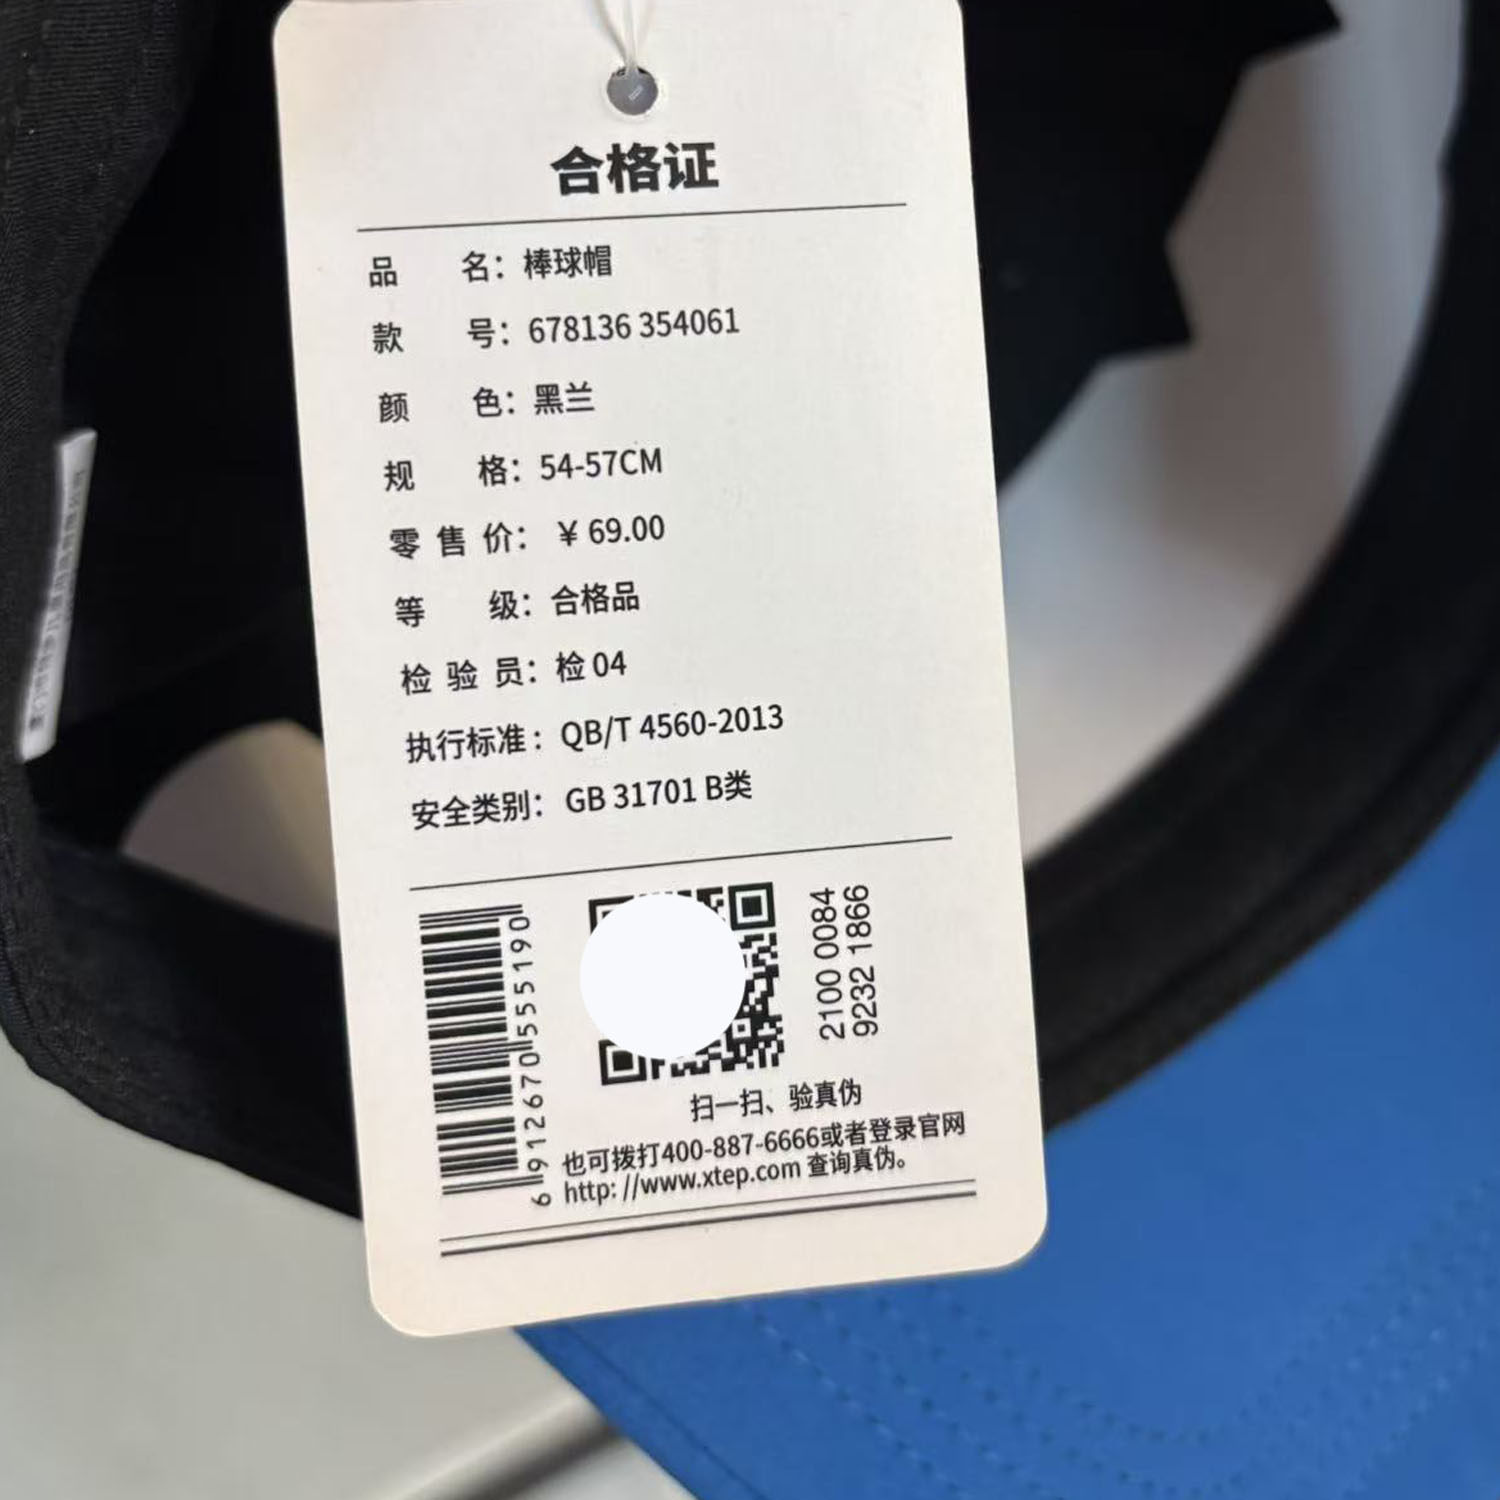 合格证
品 名：棒球帽
款 号：678136 354061
颜 色：黑兰
规 格：54-57CM
零 售 价：￥69.00
等 级：合格品
检 验 员：检 04
执行标准：QB/T 4560-2013
安全类别：GB 31701 B类
6 912670 555190
2100 0084
9232 1866
扫一扫、验真伪
也可拨打400-887-6666或者登录官网
http: //www.xtep.com 查询真伪。